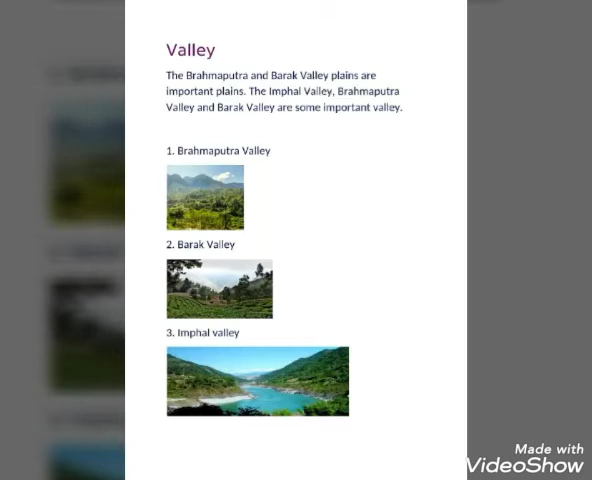 Valley
The Brahmaputra and Barak Valley plains are
important plains. The Imphal Valley, Brahmaputra
Valley and Barak Valley are some important valley.
1. Brahmaputra Valley
2. Barak Valley
3. Imphal valley
Made with
VideoShow